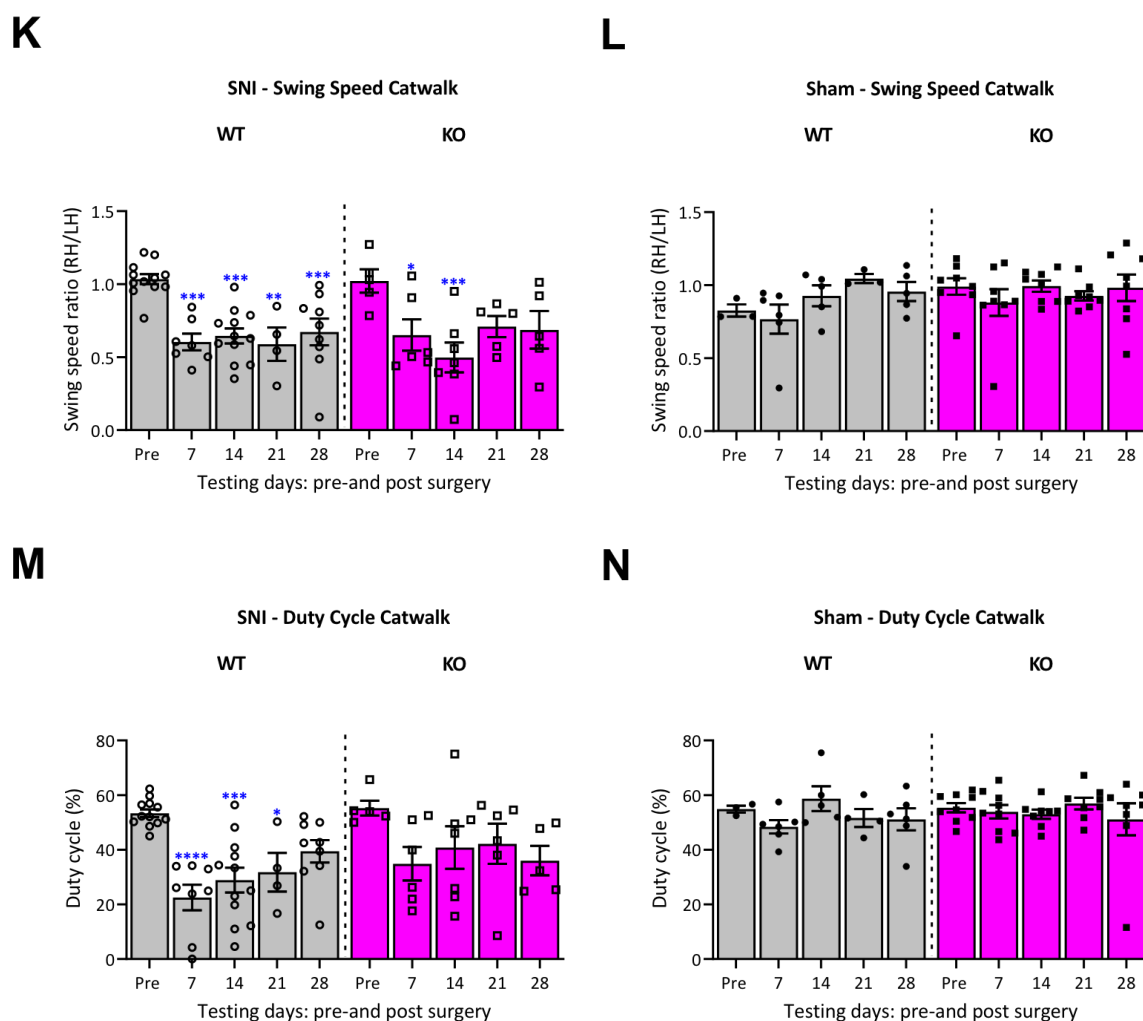 K
SNI - Swing Speed Catwalk
WT KO
*** *** ** *** * ***
Swing speed ratio (RH/LH)
1.5
1.0
0.5
0.0
Pre 7 14 21 28 Pre 7 14 21 28
Testing days: pre-and post surgery
L
Sham - Swing Speed Catwalk
WT KO
Swing speed ratio (RH/LH)
1.5
1.0
0.5
0.0
Pre 7 14 21 28 Pre 7 14 21 28
Testing days: pre-and post surgery
M
SNI - Duty Cycle Catwalk
WT KO
**** *** *
Duty cycle (%)
80
60
40
20
0
Pre 7 14 21 28 Pre 7 14 21 28
Testing days: pre-and post surgery
N
Sham - Duty Cycle Catwalk
WT KO
Duty cycle (%)
80
60
40
20
0
Pre 7 14 21 28 Pre 7 14 21 28
Testing days: pre-and post surgery